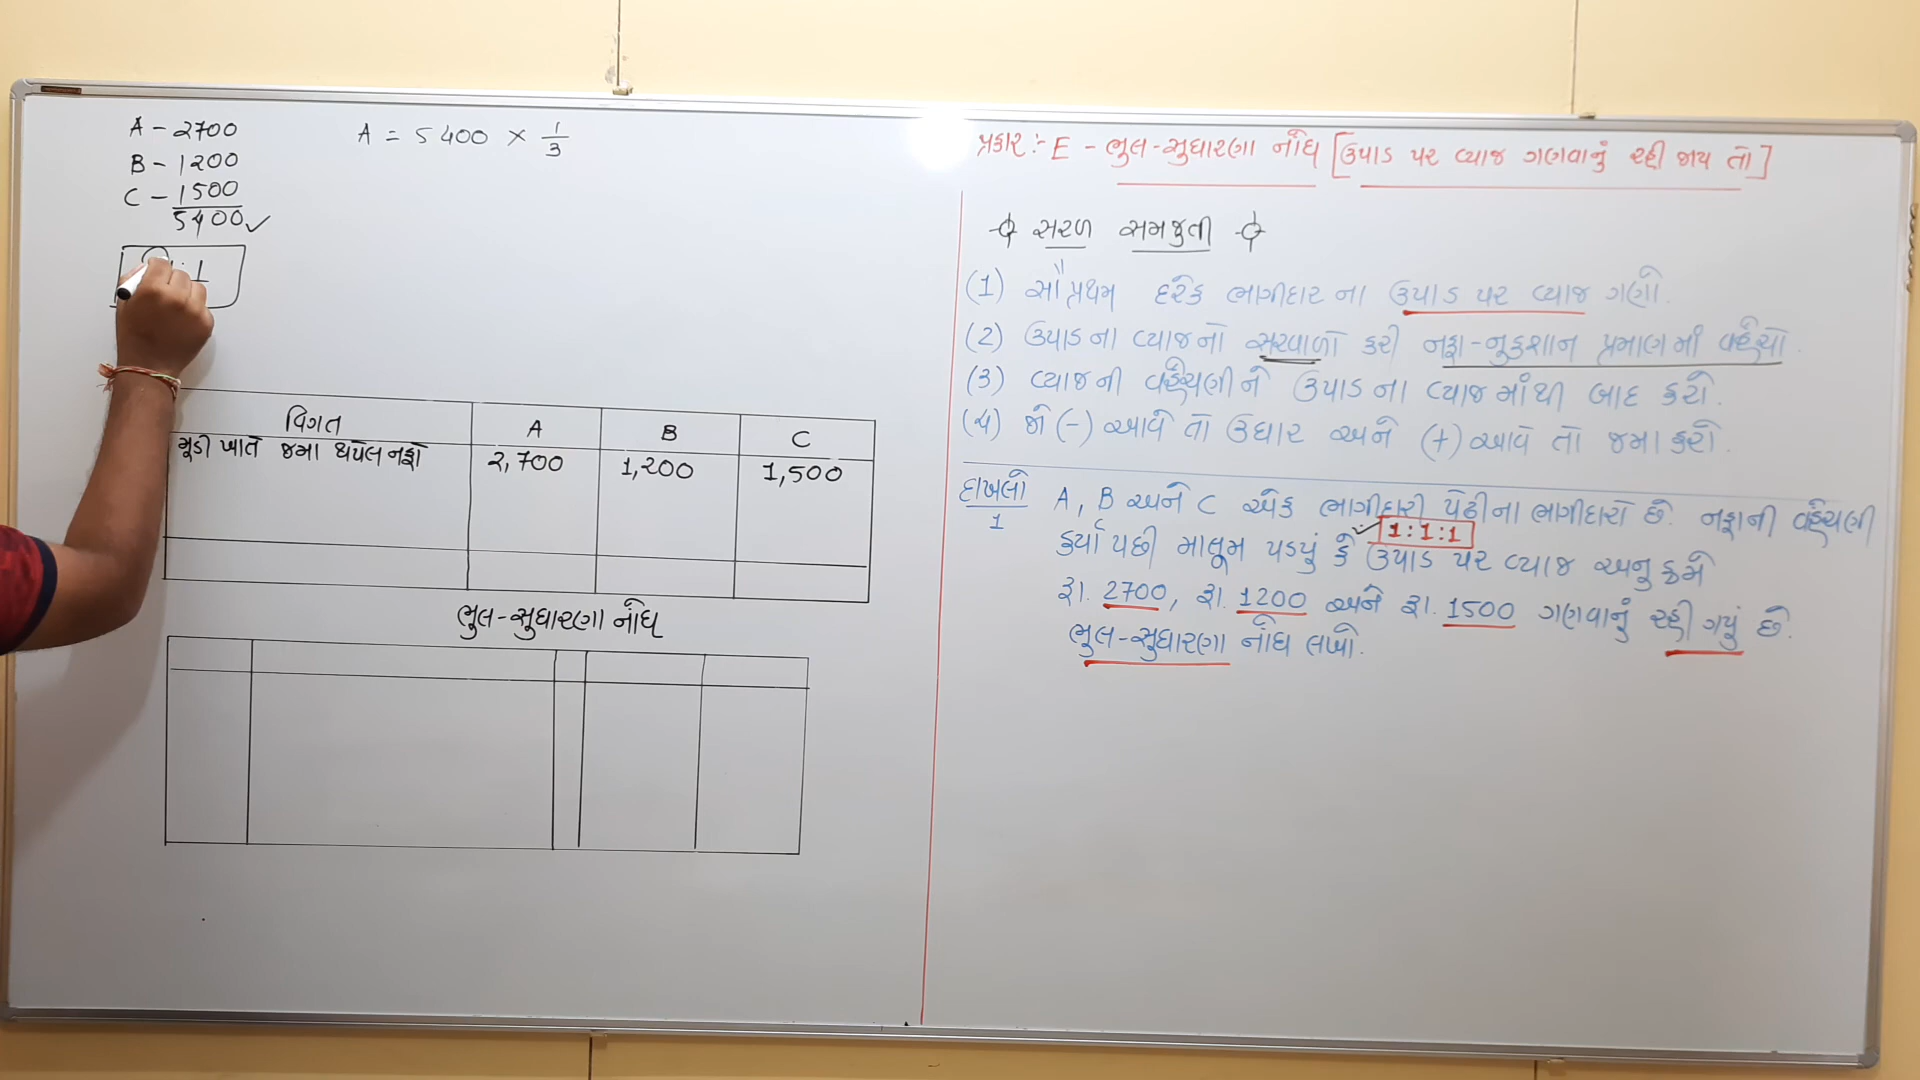 A - 2700
B - 1200
C - 1500
5400✓
: 1
A = 5400 × 1/3
વિગત A B C
મૂડી ખાતે જમા થયેલ નફો 2,700 1,200 1,500
ભુલ-સુધારણા નોંધ
પ્રકાર :- E - ભુલ-સુધારણા નોંધ [ઉપાડ પર વ્યાજ ગણવાનું રહી જાય તો]
સરળ સમજુતી
(1) સૌ પ્રથમ દરેક ભાગીદાર ના ઉપાડ પર વ્યાજ ગણો.
(2) ઉપાડ ના વ્યાજનો સરવાળો કરી નફા-નુકશાન પ્રમાણમાં વહેંચો.
(3) વ્યાજ ની વહેંચણીને ઉપાડ ના વ્યાજ માંથી બાદ કરો.
(4) જો (-) આવે તો ઉધાર અને (+) આવે તો જમા કરો.
દાખલો 1 A, B અને C એક ભાગીદારી પેઢીના ભાગીદારો છે. નફાની વહેંચણી
✓ 1:1:1
કર્યા પછી માલૂમ પડયું કે ઉપાડ પર વ્યાજ અનુક્રમે
રૂા. 2700, રૂા. 1200 અને રૂા. 1500 ગણવાનું રહી ગયું છે.
ભુલ-સુધારણા નોંધ લખો.